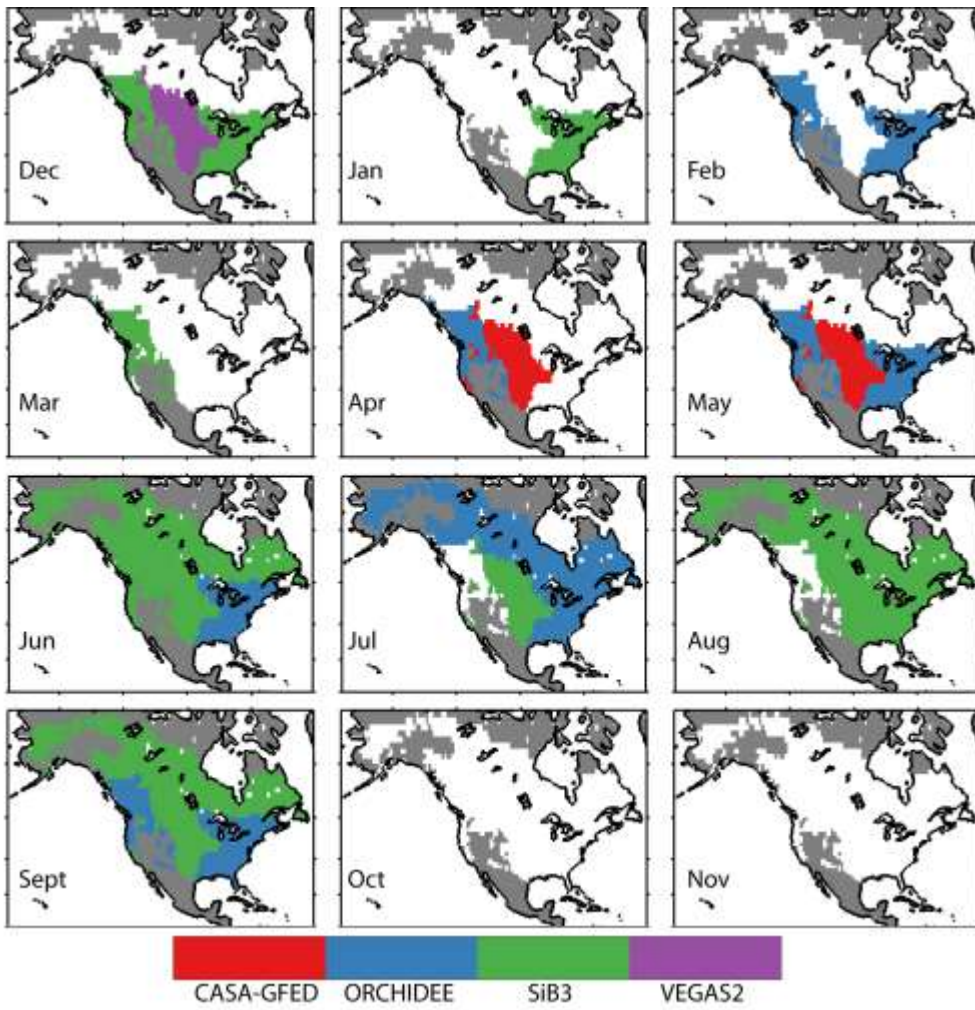 Dec Jan Feb
Mar Apr May
Jun Jul Aug
Sept Oct Nov
CASA-GFED ORCHIDEE SiB3 VEGAS2